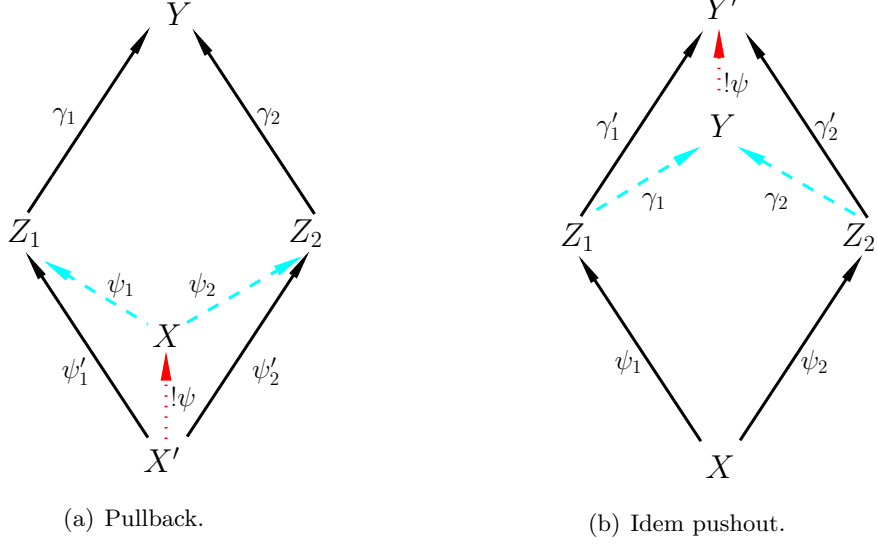 Y
γ₁
γ₂
Z₁
Z₂
ψ₁
ψ₂
X
ψ′₁
ψ′₂
!ψ
X′
(a) Pullback.
Y′
!ψ
γ′₁
Y
γ′₂
γ₁
γ₂
Z₁
Z₂
ψ₁
ψ₂
X
(b) Idem pushout.